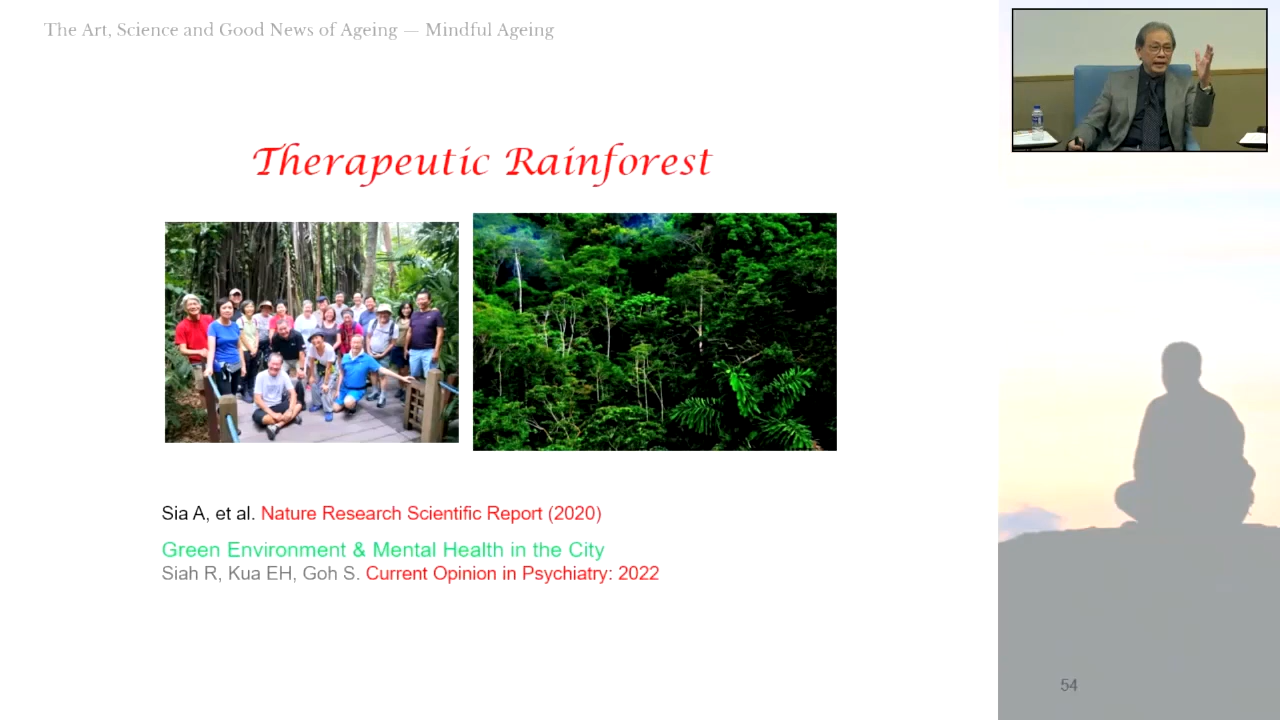 The Art, Science and Good News of Ageing — Mindful Ageing
Therapeutic Rainforest
Sia A, et al. Nature Research Scientific Report (2020)
Green Environment & Mental Health in the City
Siah R, Kua EH, Goh S. Current Opinion in Psychiatry: 2022
54